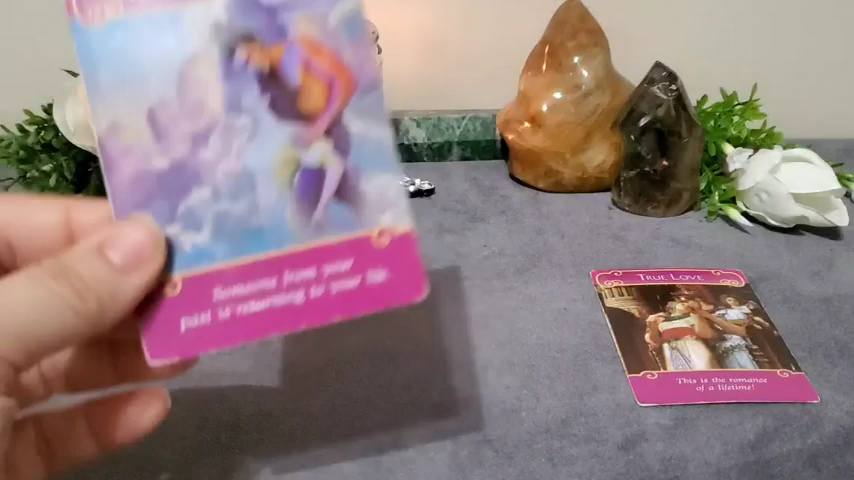 Someone from your
past is returning to your life.
TRUE LOVE
This is the romance
of a lifetime!